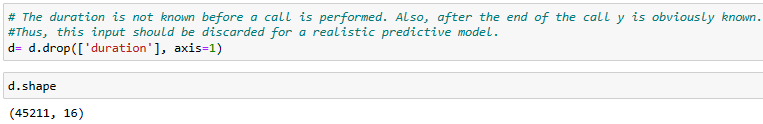 # The duration is not known before a call is performed. Also, after the end of the call y is obviously known.
#Thus, this input should be discarded for a realistic predictive model.
d= d.drop(['duration'], axis=1)
d.shape
(45211, 16)